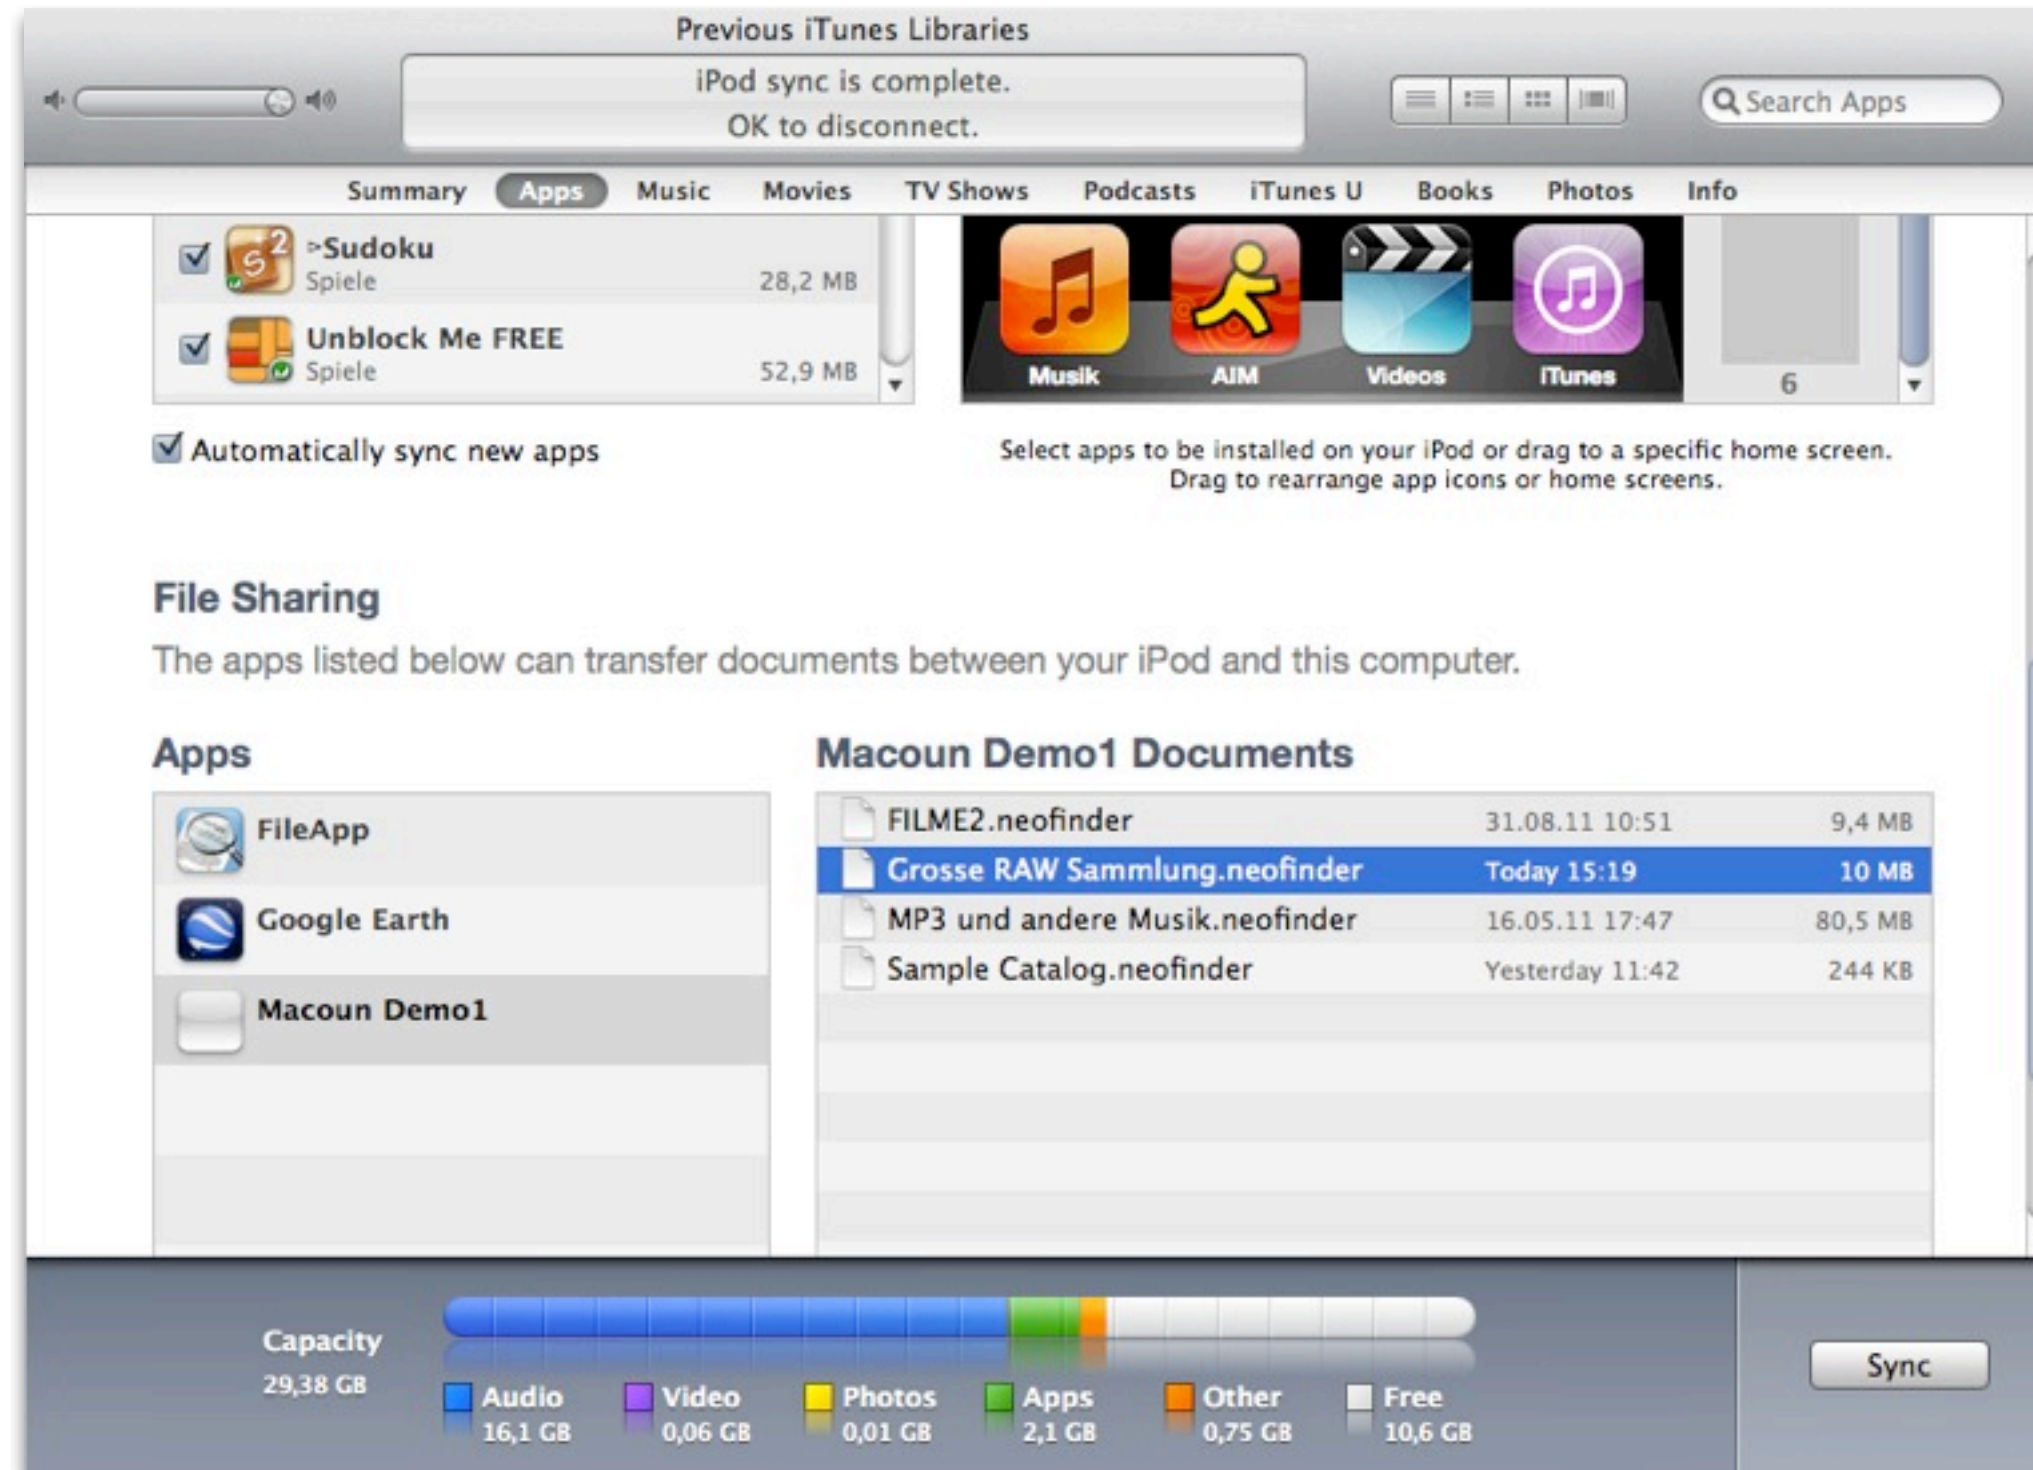 Previous iTunes Libraries
iPod sync is complete.
OK to disconnect.
Search Apps
Summary Apps Music Movies TV Shows Podcasts iTunes U Books Photos Info
S2
>Sudoku
Spiele
28,2 MB
Unblock Me FREE
Spiele
52,9 MB
Musik AIM Videos iTunes
6
Automatically sync new apps
Select apps to be installed on your iPod or drag to a specific home screen.
Drag to rearrange app icons or home screens.
File Sharing
The apps listed below can transfer documents between your iPod and this computer.
Apps
FileApp
Google Earth
Macoun Demo1
Macoun Demo1 Documents
FILME2.neofinder 31.08.11 10:51 9,4 MB
Grosse RAW Sammlung.neofinder Today 15:19 10 MB
MP3 und andere Musik.neofinder 16.05.11 17:47 80,5 MB
Sample Catalog.neofinder Yesterday 11:42 244 KB
Capacity
29,38 GB
Audio
16,1 GB
Video
0,06 GB
Photos
0,01 GB
Apps
2,1 GB
Other
0,75 GB
Free
10,6 GB
Sync